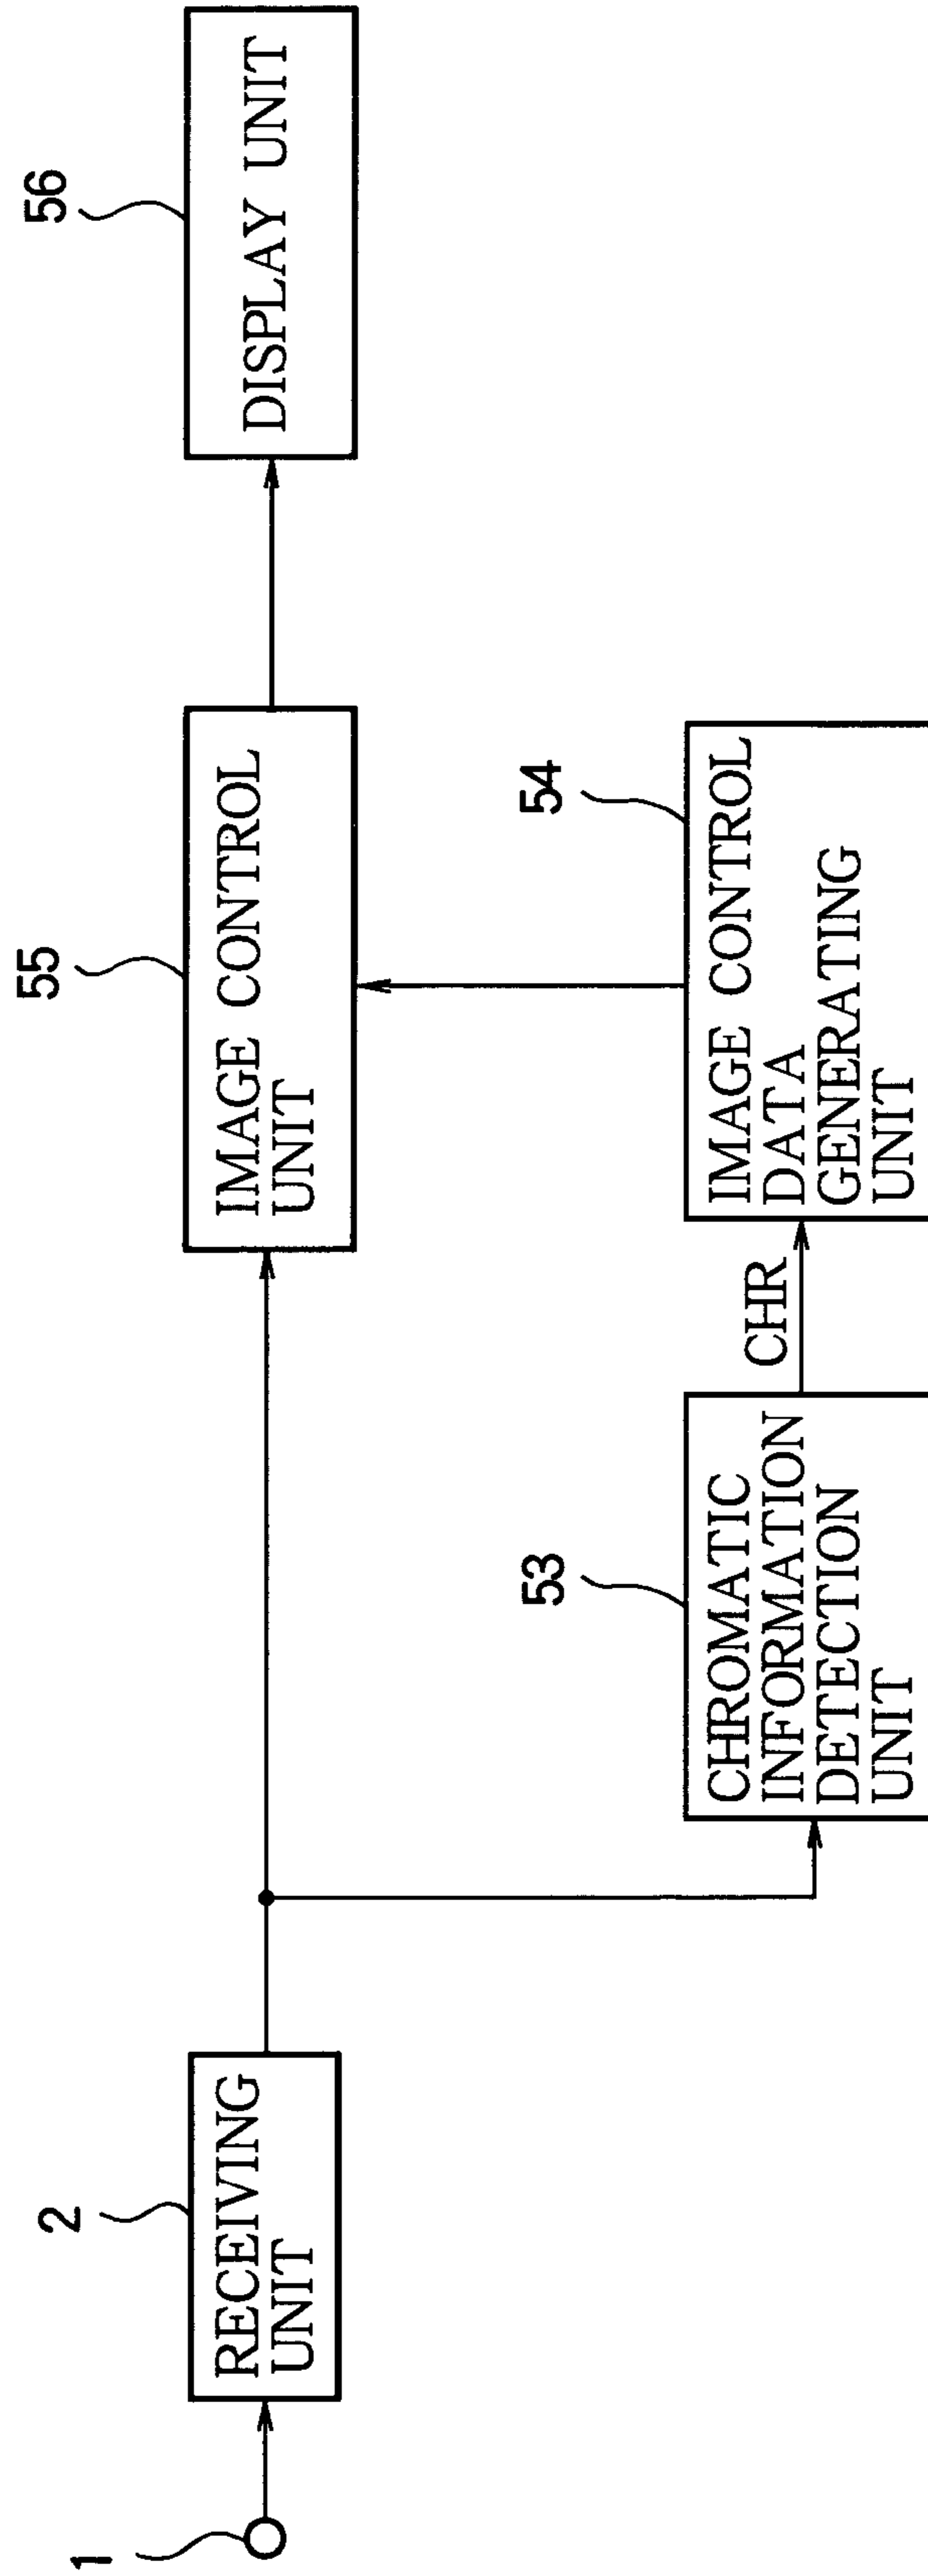 1
2
RECEIVING
UNIT
55
IMAGE CONTROL
UNIT
56
DISPLAY UNIT
53
CHROMATIC
INFORMATION
DETECTION
UNIT
CHR
54
IMAGE CONTROL
DATA
GENERATING
UNIT